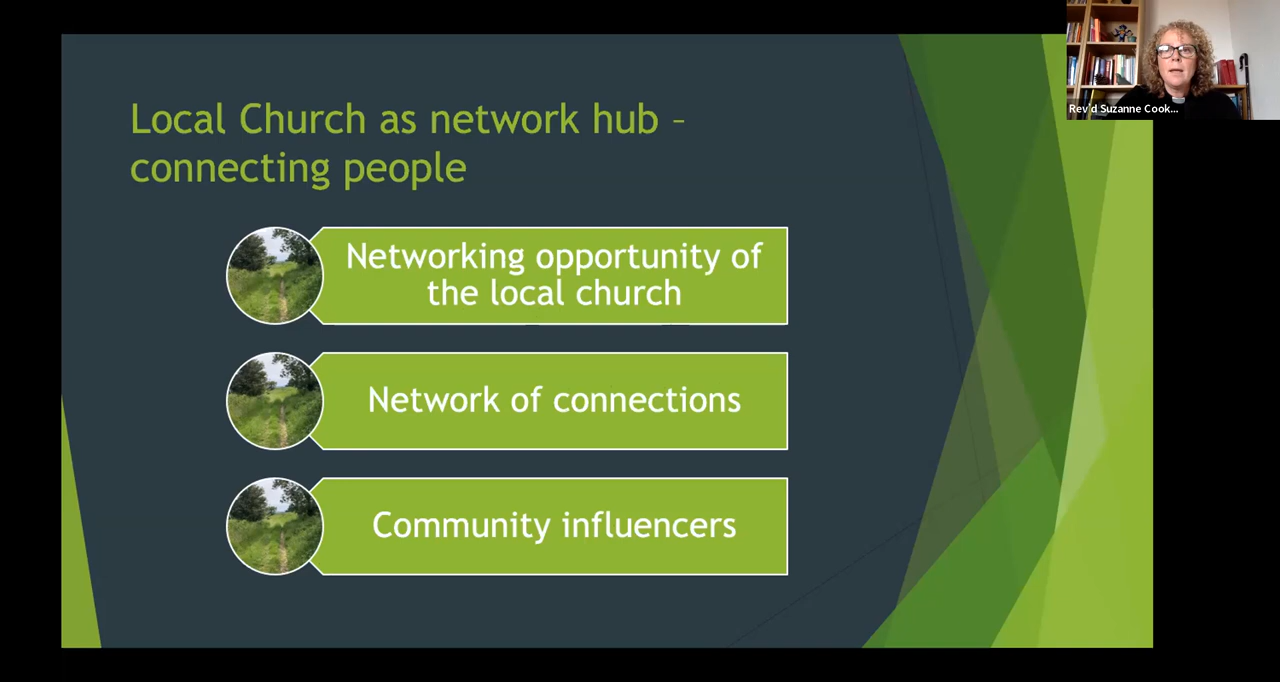 Local Church as network hub –
connecting people
Networking opportunity of
the local church
Network of connections
Community influencers
Rev'd Suzanne Cook...